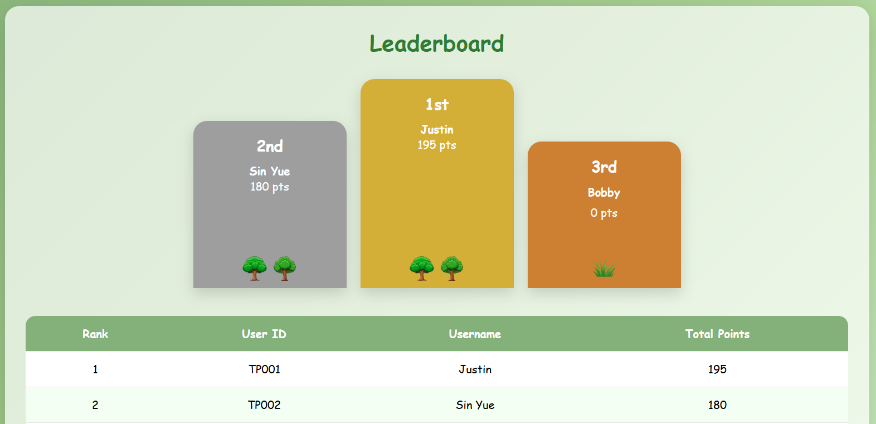 Leaderboard
1st
Justin
195 pts
2nd
Sin Yue
180 pts
3rd
Bobby
0 pts
Rank User ID Username Total Points
1 TP001 Justin 195
2 TP002 Sin Yue 180